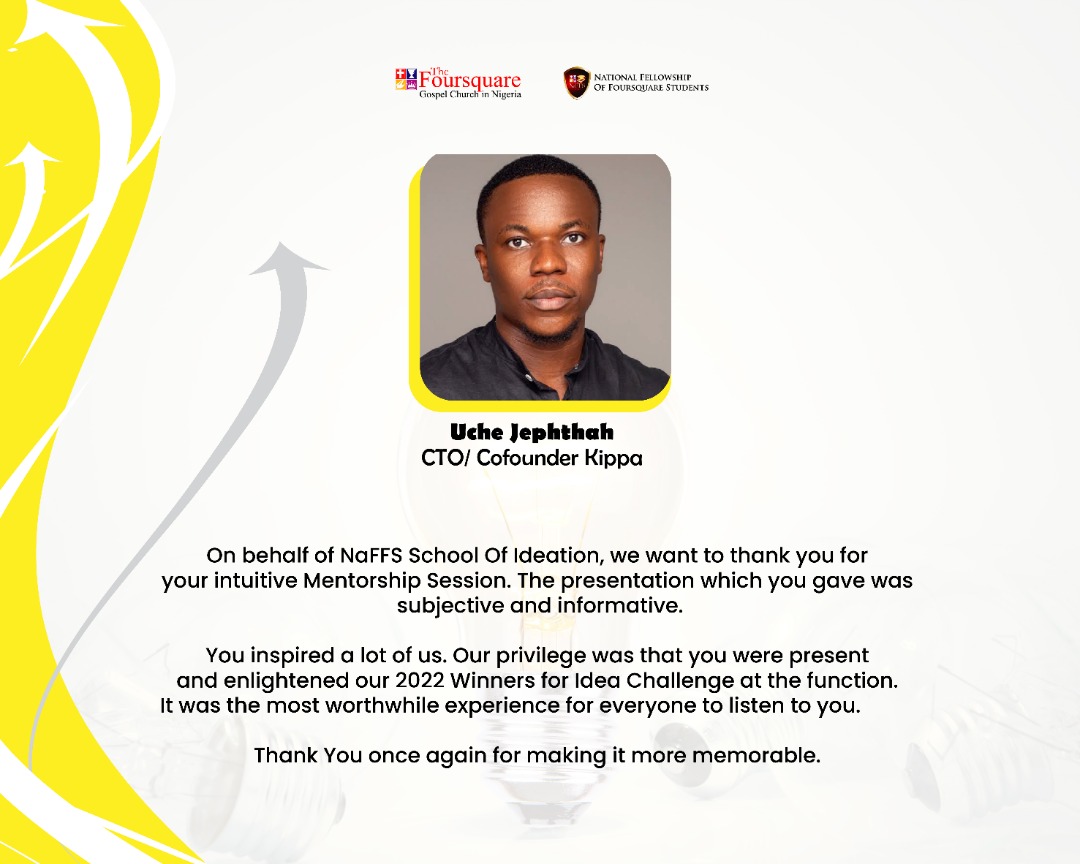 The
Foursquare
Gospel Church in Nigeria
NATIONAL FELLOWSHIP
OF FOURSQUARE STUDENTS
Uche Jephthah
CTO/ Cofounder Kippa
On behalf of NaFFS School Of Ideation, we want to thank you for
your intuitive Mentorship Session. The presentation which you gave was
subjective and informative.
You inspired a lot of us. Our privilege was that you were present
and enlightened our 2022 Winners for Idea Challenge at the function.
It was the most worthwhile experience for everyone to listen to you.
Thank You once again for making it more memorable.